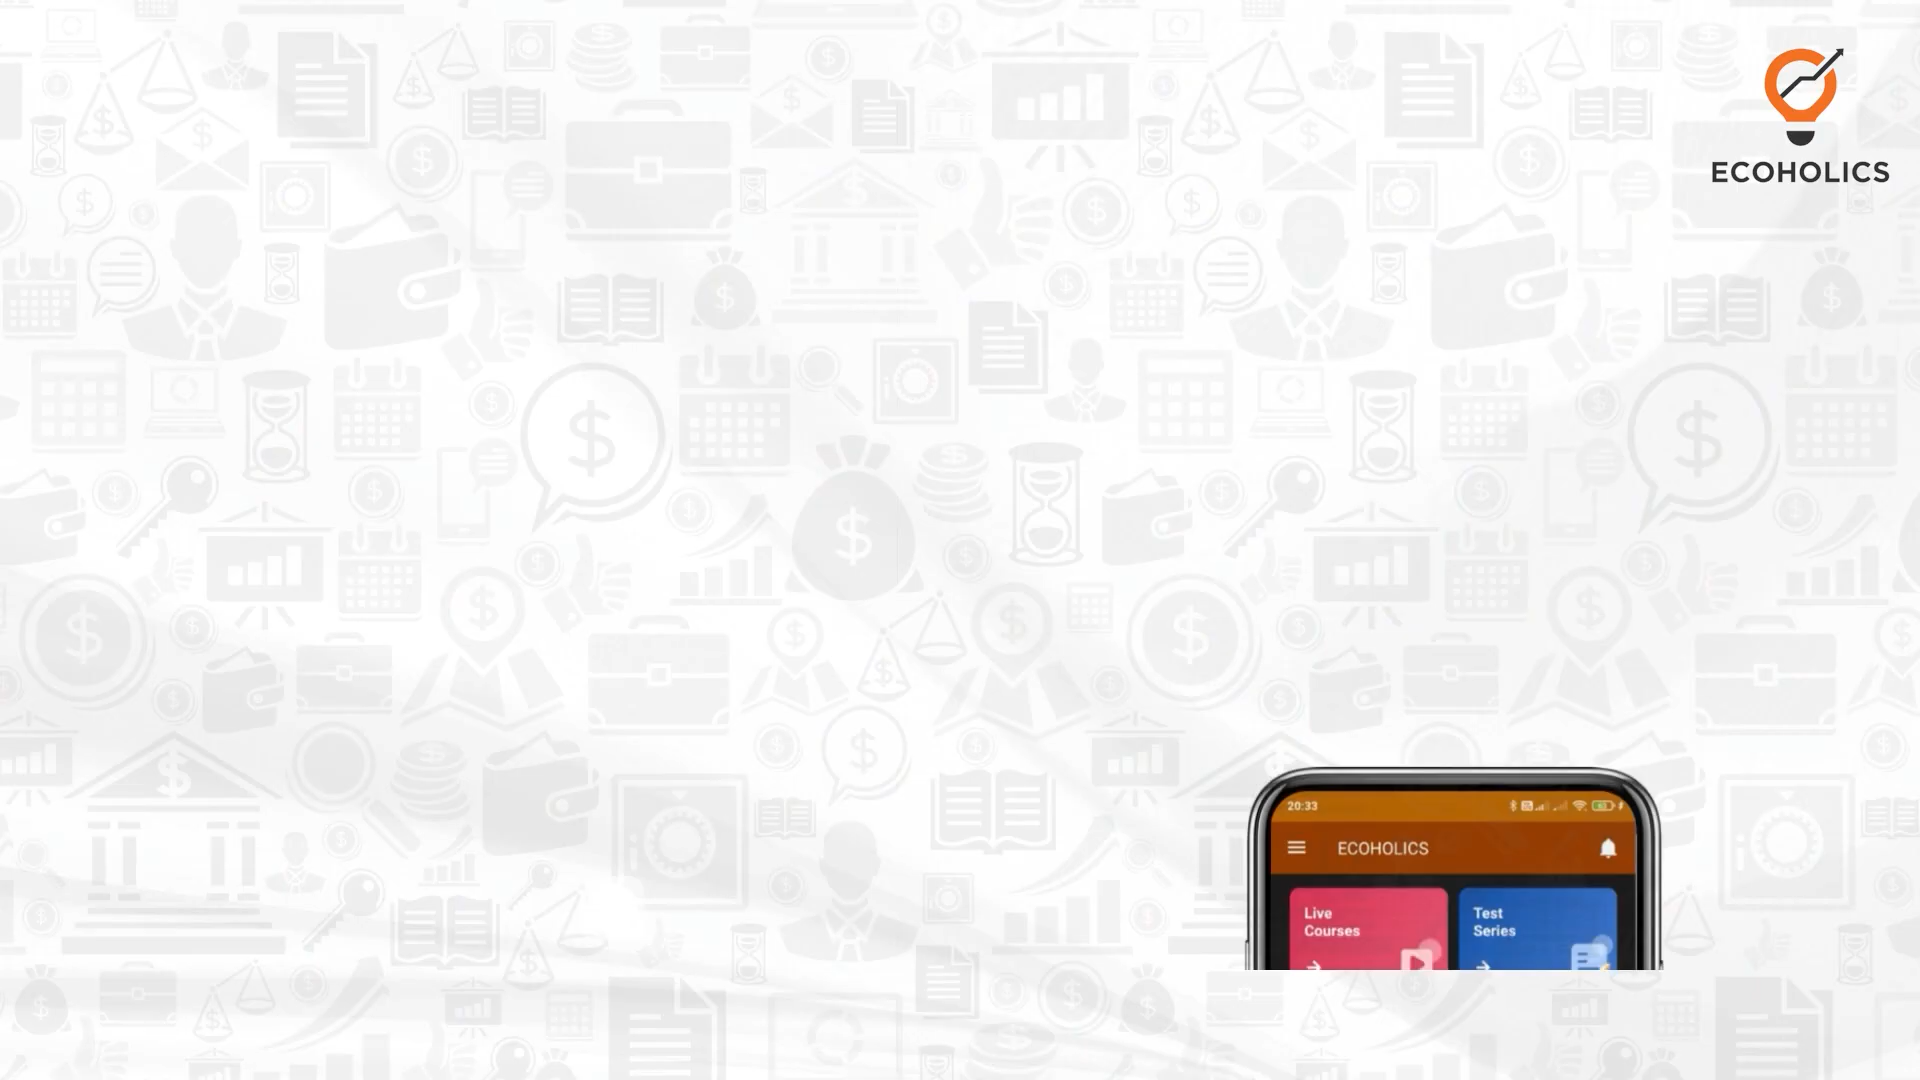 ECOHOLICS
20:33
ECOHOLICS
Live
Courses
Test
Series